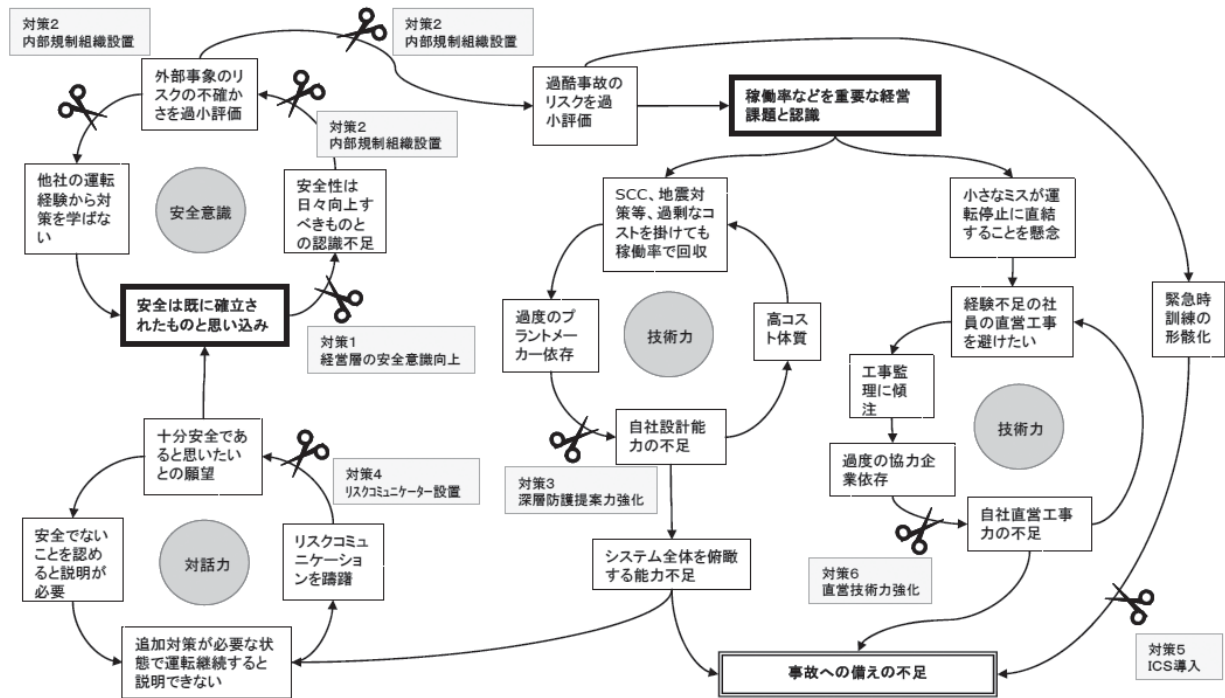 対策2
内部規制組織設置
対策2
内部規制組織設置
外部事象のリ
スクの不確か
さを過小評価
過酷事故の
リスクを過
小評価
稼働率などを重要な経営
課題と認識
対策2
内部規制組織設置
他社の運転
経験から対
策を学ばな
い
安全意識
安全性は
日々向上す
べきものと
の認識不足
SCC、地震対
策等、過剰なコ
ストを掛けても
稼働率で回収
小さなミスが運
転停止に直結
することを懸念
安全は既に確立さ
れたものと思い込み
対策1
経営層の安全意識向上
過度のプ
ラントメー
カー依存
技術力
高コス
ト体質
経験不足の社
員の直営工事
を避けたい
緊急時
訓練の
形骸化
工事監
理に傾
注
技術力
十分安全であ
ると思いたい
との願望
対策4
リスクコミュニケーター設置
自社設計能
力の不足
対策3
深層防護提案力強化
過度の協力企
業依存
自社直営工事
力の不足
安全でない
ことを認め
ると説明が
必要
対話力
リスクコミュ
ニケーショ
ンを躊躇
システム全体を俯瞰
する能力不足
対策6
直営技術力強化
追加対策が必要な状
態で運転継続すると
説明できない
事故への備えの不足
対策5
ICS導入